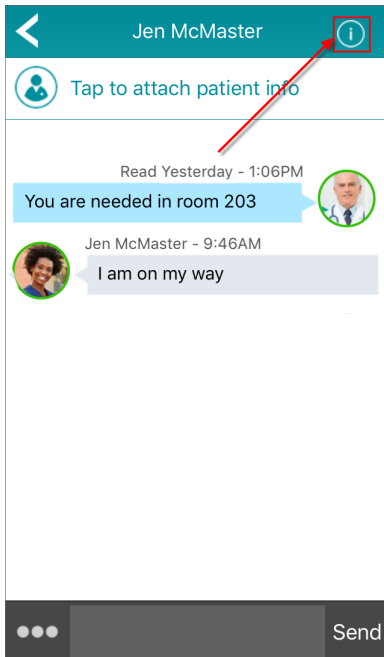 Jen McMaster
Tap to attach patient info
Read Yesterday - 1:06PM
You are needed in room 203
Jen McMaster - 9:46AM
I am on my way
Send